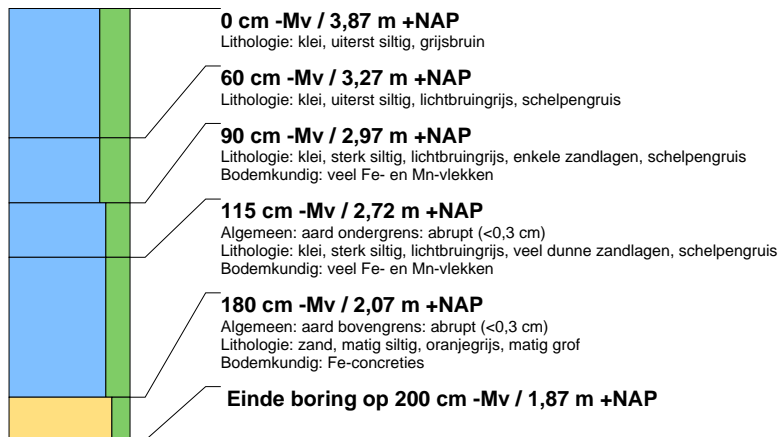 0 cm -Mv / 3,87 m +NAP
Lithologie: klei, uiterst siltig, grijsbruin
60 cm -Mv / 3,27 m +NAP
Lithologie: klei, uiterst siltig, lichtbruingrijs, schelpengruis
90 cm -Mv / 2,97 m +NAP
Lithologie: klei, sterk siltig, lichtbruingrijs, enkele zandlagen, schelpengruis
Bodemkundig: veel Fe- en Mn-vlekken
115 cm -Mv / 2,72 m +NAP
Algemeen: aard ondergrens: abrupt (<0,3 cm)
Lithologie: klei, sterk siltig, lichtbruingrijs, veel dunne zandlagen, schelpengruis
Bodemkundig: veel Fe- en Mn-vlekken
180 cm -Mv / 2,07 m +NAP
Algemeen: aard bovengrens: abrupt (<0,3 cm)
Lithologie: zand, matig siltig, oranjegrijs, matig grof
Bodemkundig: Fe-concreties
Einde boring op 200 cm -Mv / 1,87 m +NAP